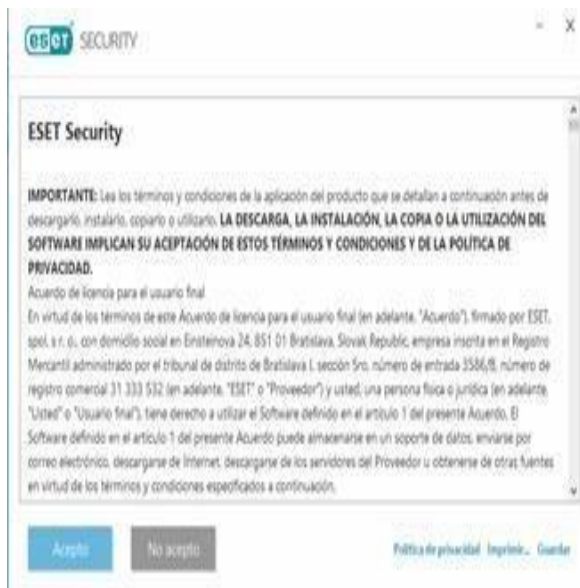 eset SECURITY
ESET Security
IMPORTANTE: Lea los términos y condiciones de la aplicación del producto que se detallan a continuación antes de
descargarlo, instalarlo, copiarlo o utilizarlo. LA DESCARGA, LA INSTALACIÓN, LA COPIA O LA UTILIZACIÓN DEL
SOFTWARE IMPLICAN SU ACEPTACIÓN DE ESTOS TÉRMINOS Y CONDICIONES Y DE LA POLÍTICA DE
PRIVACIDAD.
Acuerdo de licencia para el usuario final
En virtud de los términos de este Acuerdo de licencia para el usuario final (en adelante, "Acuerdo"), firmado por ESET,
spol. s r. o., con domicilio social en Einsteinova 24, 851 01 Bratislava, Slovak Republic, empresa inscrita en el Registro
Mercantil administrado por el tribunal de distrito de Bratislava I, sección Sro, número de entrada 3586/B, número de
registro comercial 31 333 532 (en adelante, "ESET" o "Proveedor") y usted, una persona física o jurídica (en adelante,
"Usted" o "Usuario final"), tiene derecho a utilizar el Software definido en el artículo 1 del presente Acuerdo. El
Software definido en el artículo 1 del presente Acuerdo puede almacenarse en un soporte de datos, enviarse por
correo electrónico, descargarse de Internet, descargarse de los servidores del Proveedor u obtenerse de otras fuentes
en virtud de los términos y condiciones especificados a continuación.
Acepto No acepto Política de privacidad Imprimir... Guardar